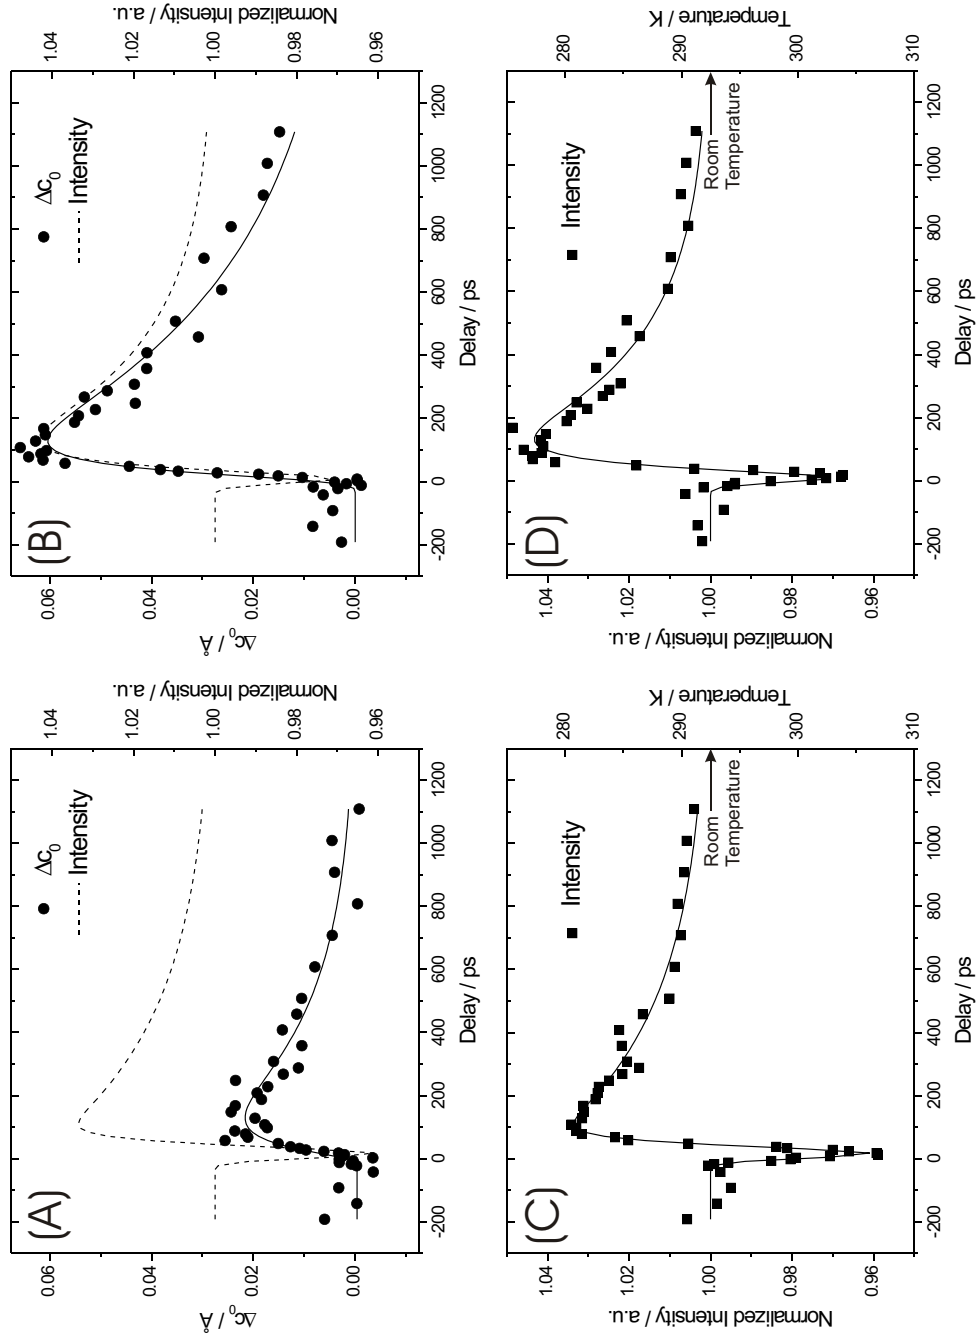 (A)
Δc₀
Intensity
Δc₀ / Å
0.06
0.04
0.02
0.00
Normalized Intensity / a.u.
1.04
1.02
1.00
0.98
0.96
-200 0 200 400 600 800 1000 1200
Delay / ps
(B)
Δc₀
Intensity
Δc₀ / Å
0.06
0.04
0.02
0.00
Normalized Intensity / a.u.
1.04
1.02
1.00
0.98
0.96
-200 0 200 400 600 800 1000 1200
Delay / ps
(C)
Intensity
Room
Temperature
Normalized Intensity / a.u.
1.04
1.02
1.00
0.98
0.96
Temperature / K
280
290
300
310
-200 0 200 400 600 800 1000 1200
Delay / ps
(D)
Intensity
Room
Temperature
Normalized Intensity / a.u.
1.04
1.02
1.00
0.98
0.96
Temperature / K
280
290
300
310
-200 0 200 400 600 800 1000 1200
Delay / ps